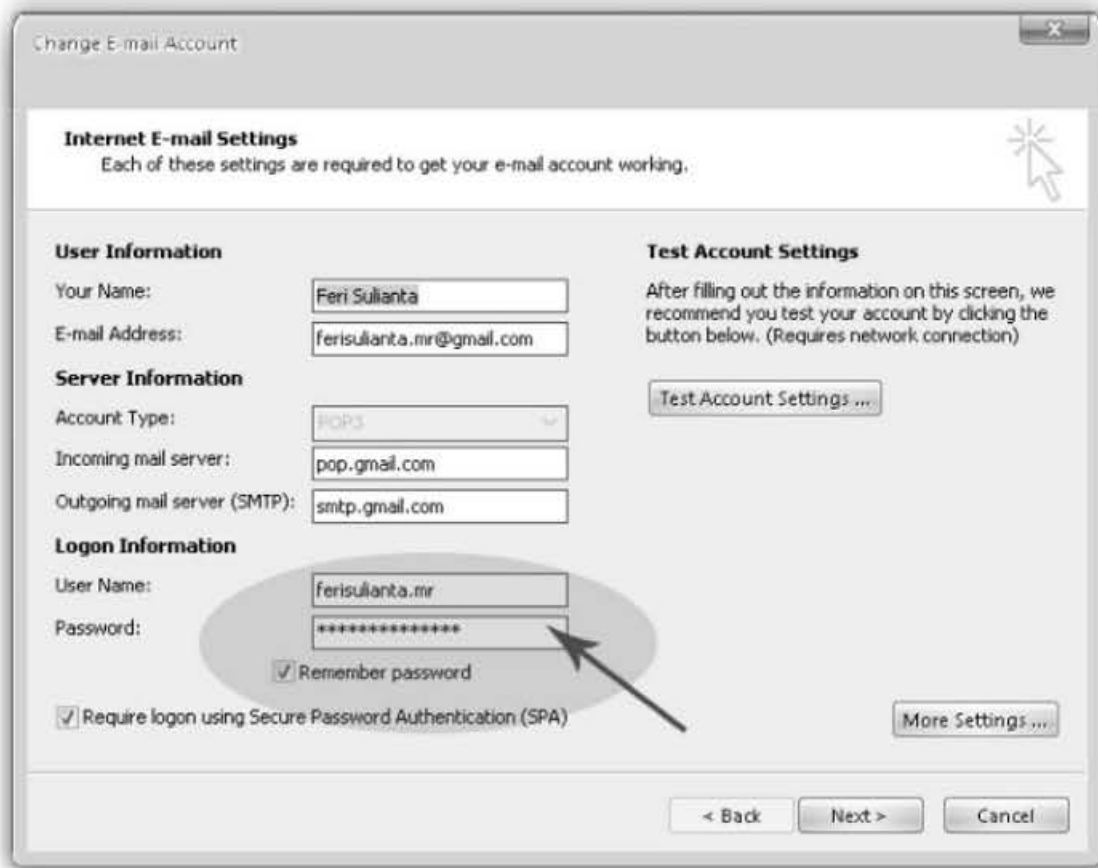 Change E-mail Account
Internet E-mail Settings
Each of these settings are required to get your e-mail account working.
User Information
Your Name: Feri Sulianta
E-mail Address: ferisulianta.mr@gmail.com
Server Information
Account Type: POP3
Incoming mail server: pop.gmail.com
Outgoing mail server (SMTP): smtp.gmail.com
Logon Information
User Name: ferisulianta.mr
Password: **************
Remember password
Require logon using Secure Password Authentication (SPA)
Test Account Settings
After filling out the information on this screen, we
recommend you test your account by clicking the
button below. (Requires network connection)
Test Account Settings ...
More Settings ...
< Back Next > Cancel